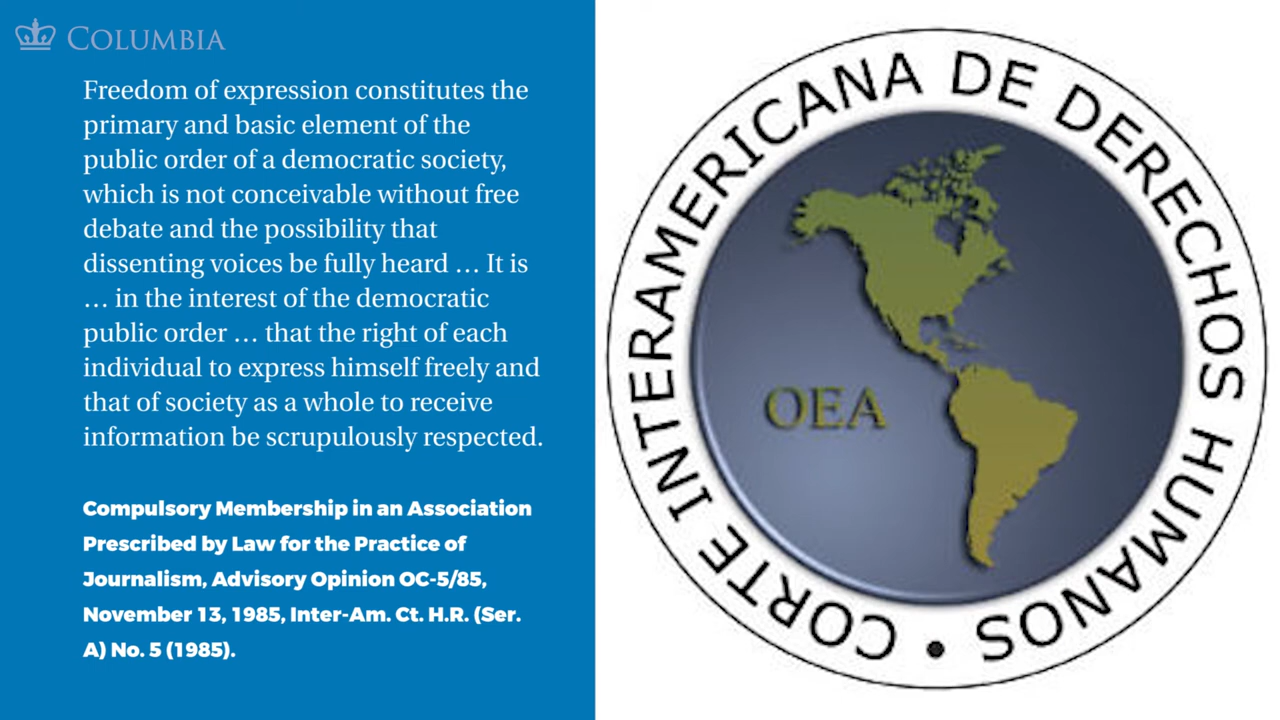 COLUMBIA
Freedom of expression constitutes the
primary and basic element of the
public order of a democratic society,
which is not conceivable without free
debate and the possibility that
dissenting voices be fully heard … It is
… in the interest of the democratic
public order … that the right of each
individual to express himself freely and
that of society as a whole to receive
information be scrupulously respected.
Compulsory Membership in an Association
Prescribed by Law for the Practice of
Journalism, Advisory Opinion OC-5/85,
November 13, 1985, Inter-Am. Ct. H.R. (Ser.
A) No. 5 (1985).
CORTE INTERAMERICANA DE DERECHOS HUMANOS •
OEA